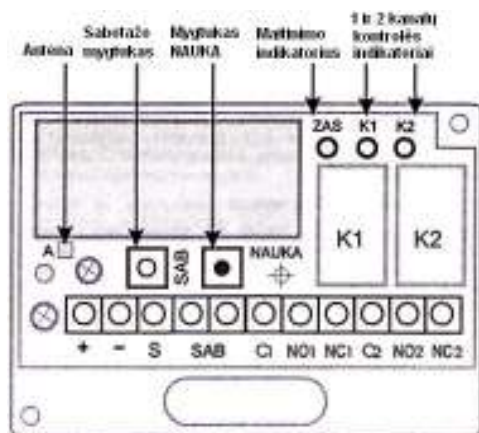 Antena
Sabotažo mygtukas
Mygtukas NAUKA
Maitinimo indikatorius
1 ir 2 kanalų kontrolės indikatoriai
ZAS K1 K2
K1 K2
A
SAB
NAUKA
+ - S SAB C1 NO1 NC1 C2 NO2 NC2